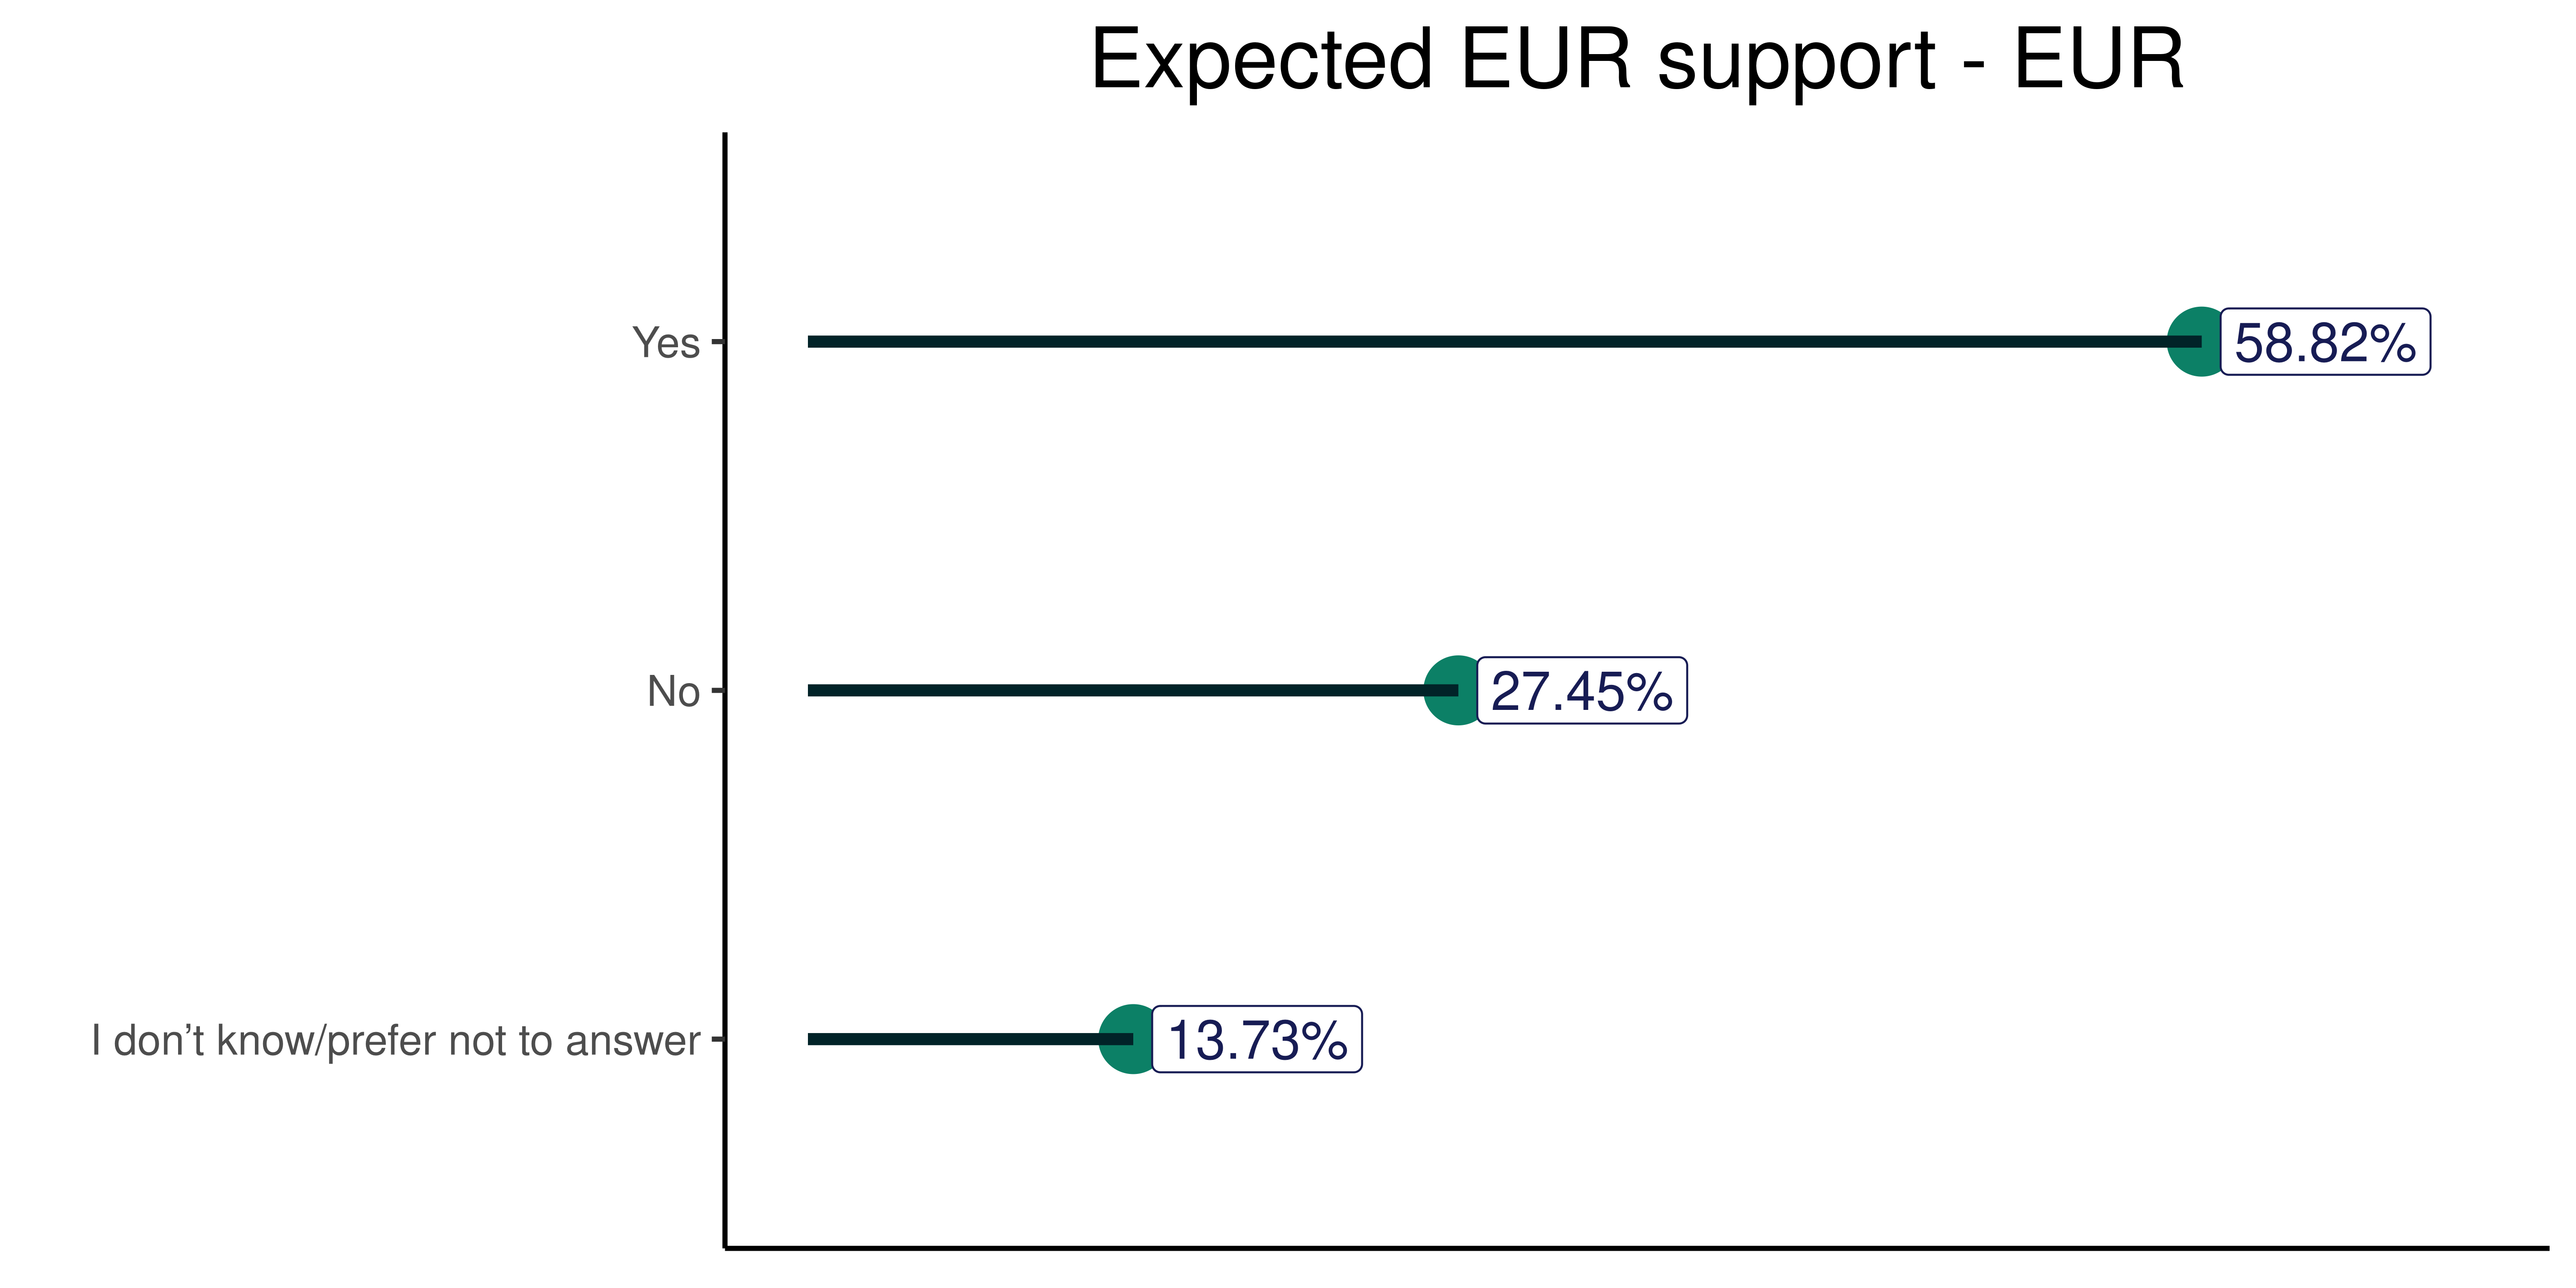 Expected EUR support - EUR
Yes
58.82%
No
27.45%
I don’t know/prefer not to answer
13.73%